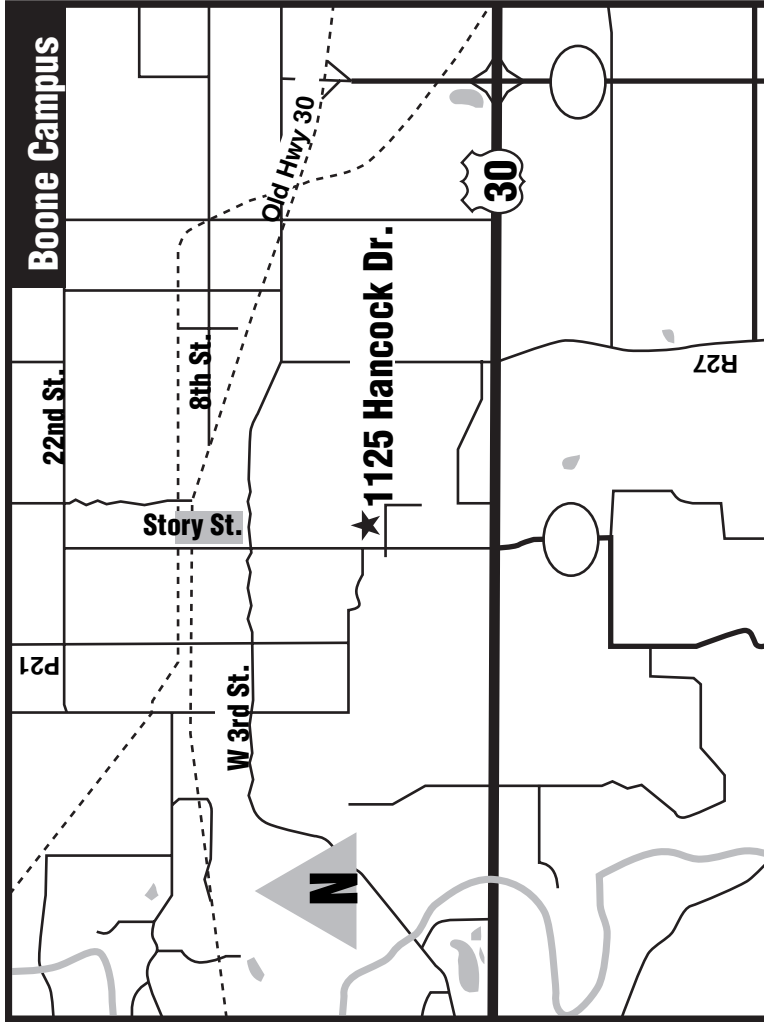 Boone Campus
22nd St.
8th St.
Old Hwy 30
30
1125 Hancock Dr.
Story St.
R27
P21
W 3rd St.
N